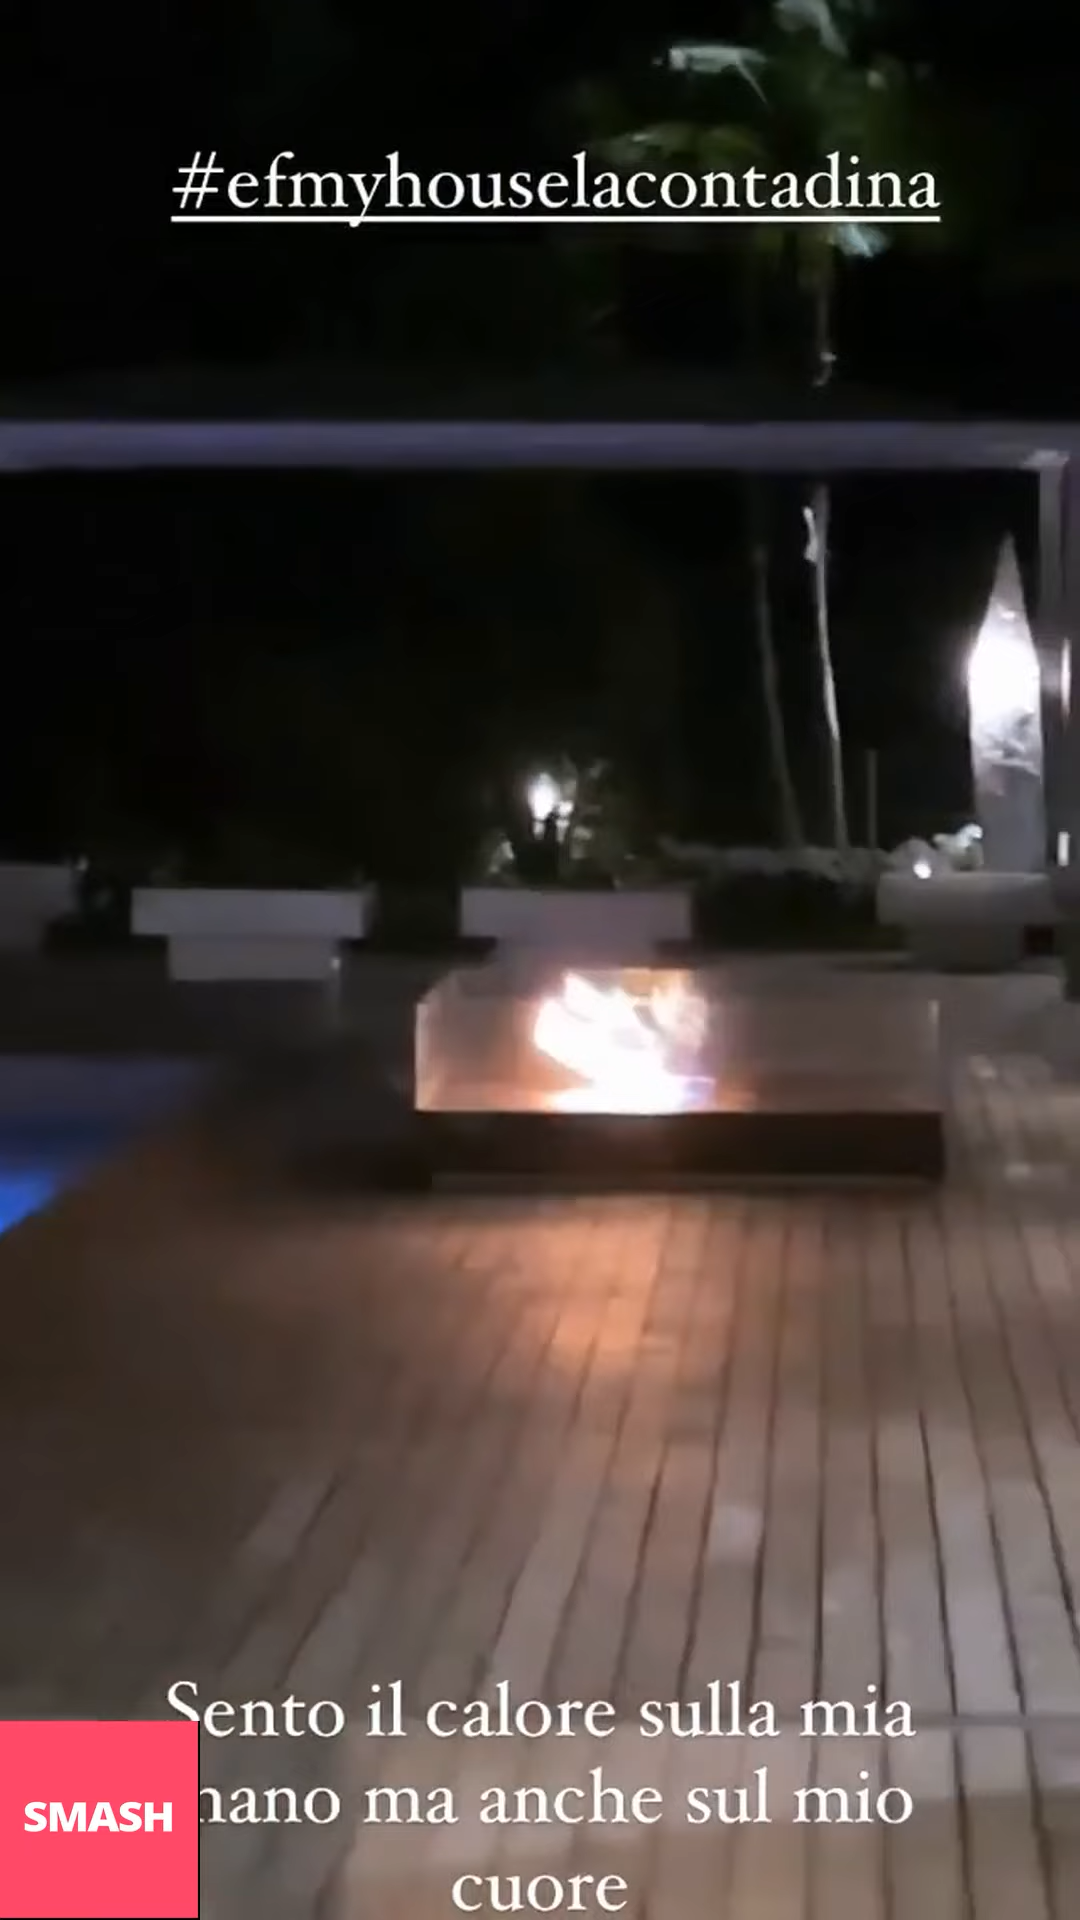 #efmyhouselacontadina
Sento il calore sulla mia
mano ma anche sul mio
cuore
SMASH